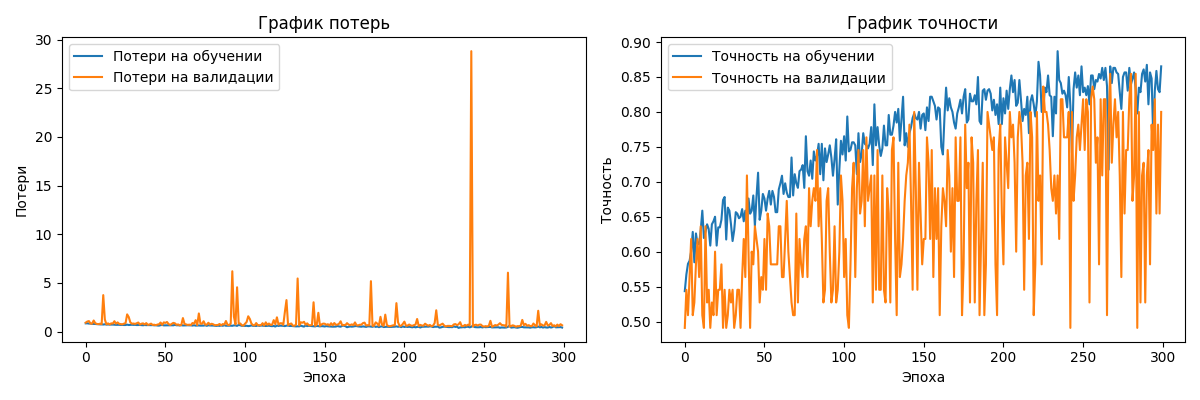 График потерь
Потери на обучении
Потери на валидации
30
25
20
15
10
5
0
Потери
0 50 100 150 200 250 300
Эпоха
График точности
Точность на обучении
Точность на валидации
0.90
0.85
0.80
0.75
0.70
0.65
0.60
0.55
0.50
Точность
0 50 100 150 200 250 300
Эпоха